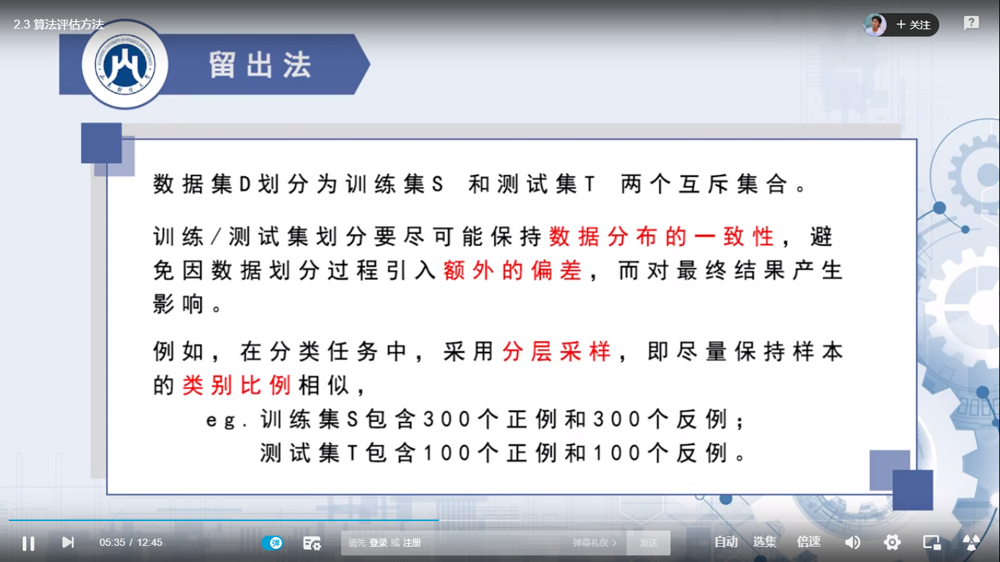 2.3 算法评估方法
+ 关注
留出法
数据集D划分为训练集S 和测试集T 两个互斥集合。
训练/测试集划分要尽可能保持数据分布的一致性，避
免因数据划分过程引入额外的偏差，而对最终结果产生
影响。
例如，在分类任务中，采用分层采样，即尽量保持样本
的类别比例相似，
eg. 训练集S包含300个正例和300个反例；
测试集T包含100个正例和100个反例。
05:35 / 12:45
弹
请先 登录 或 注册
弹幕礼仪 >
发送
自动
选集
倍速